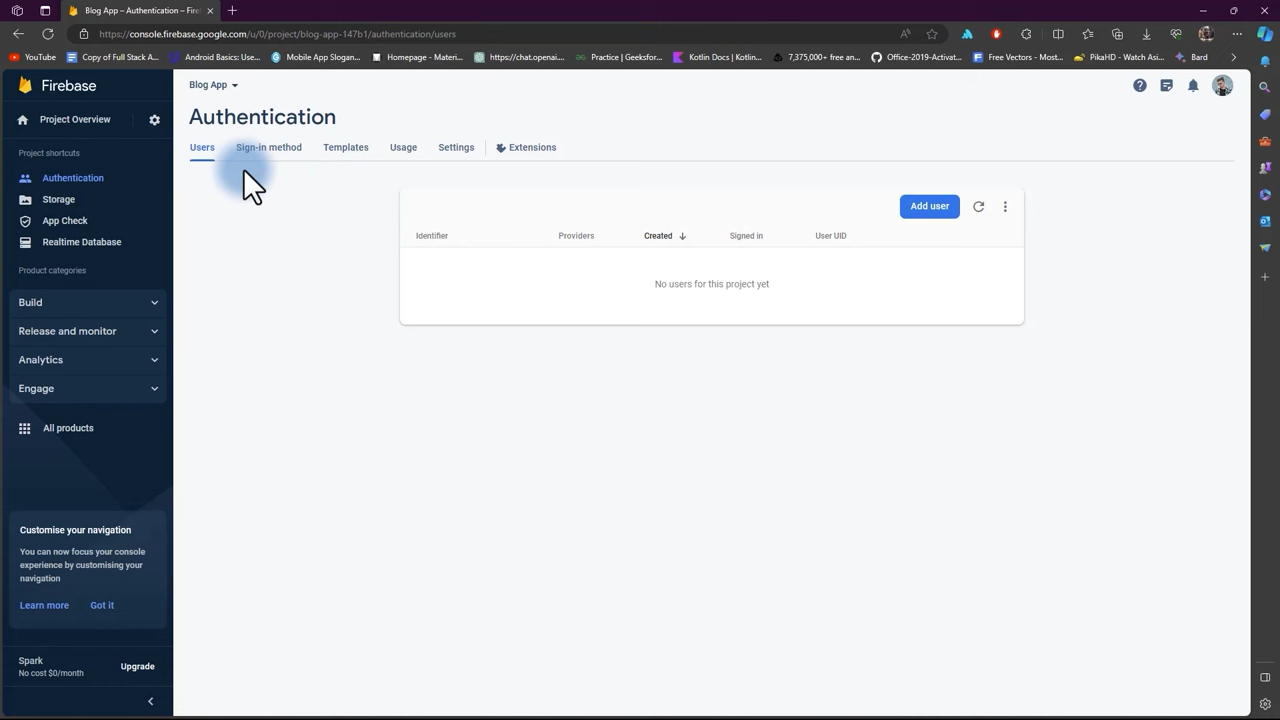 Blog App – Authentication – Fireb
https://console.firebase.google.com/u/0/project/blog-app-147b1/authentication/users
YouTube
Copy of Full Stack A...
Android Basics: Use...
Mobile App Slogan...
Homepage - Materi...
https://chat.openai....
Practice | Geeksfor...
Kotlin Docs | Kotlin...
7,375,000+ free an...
Office-2019-Activat...
Free Vectors - Most...
PikaHD - Watch Asi...
Bard
Firebase
Blog App
Project Overview
Authentication
Project shortcuts
Users
Sign-in method
Templates
Usage
Settings
Extensions
Authentication
Storage
App Check
Realtime Database
Add user
Identifier
Providers
Created
Signed in
User UID
No users for this project yet
Product categories
Build
Release and monitor
Analytics
Engage
All products
Customise your navigation
You can now focus your console
experience by customising your
navigation
Learn more
Got it
Spark
No cost $0/month
Upgrade